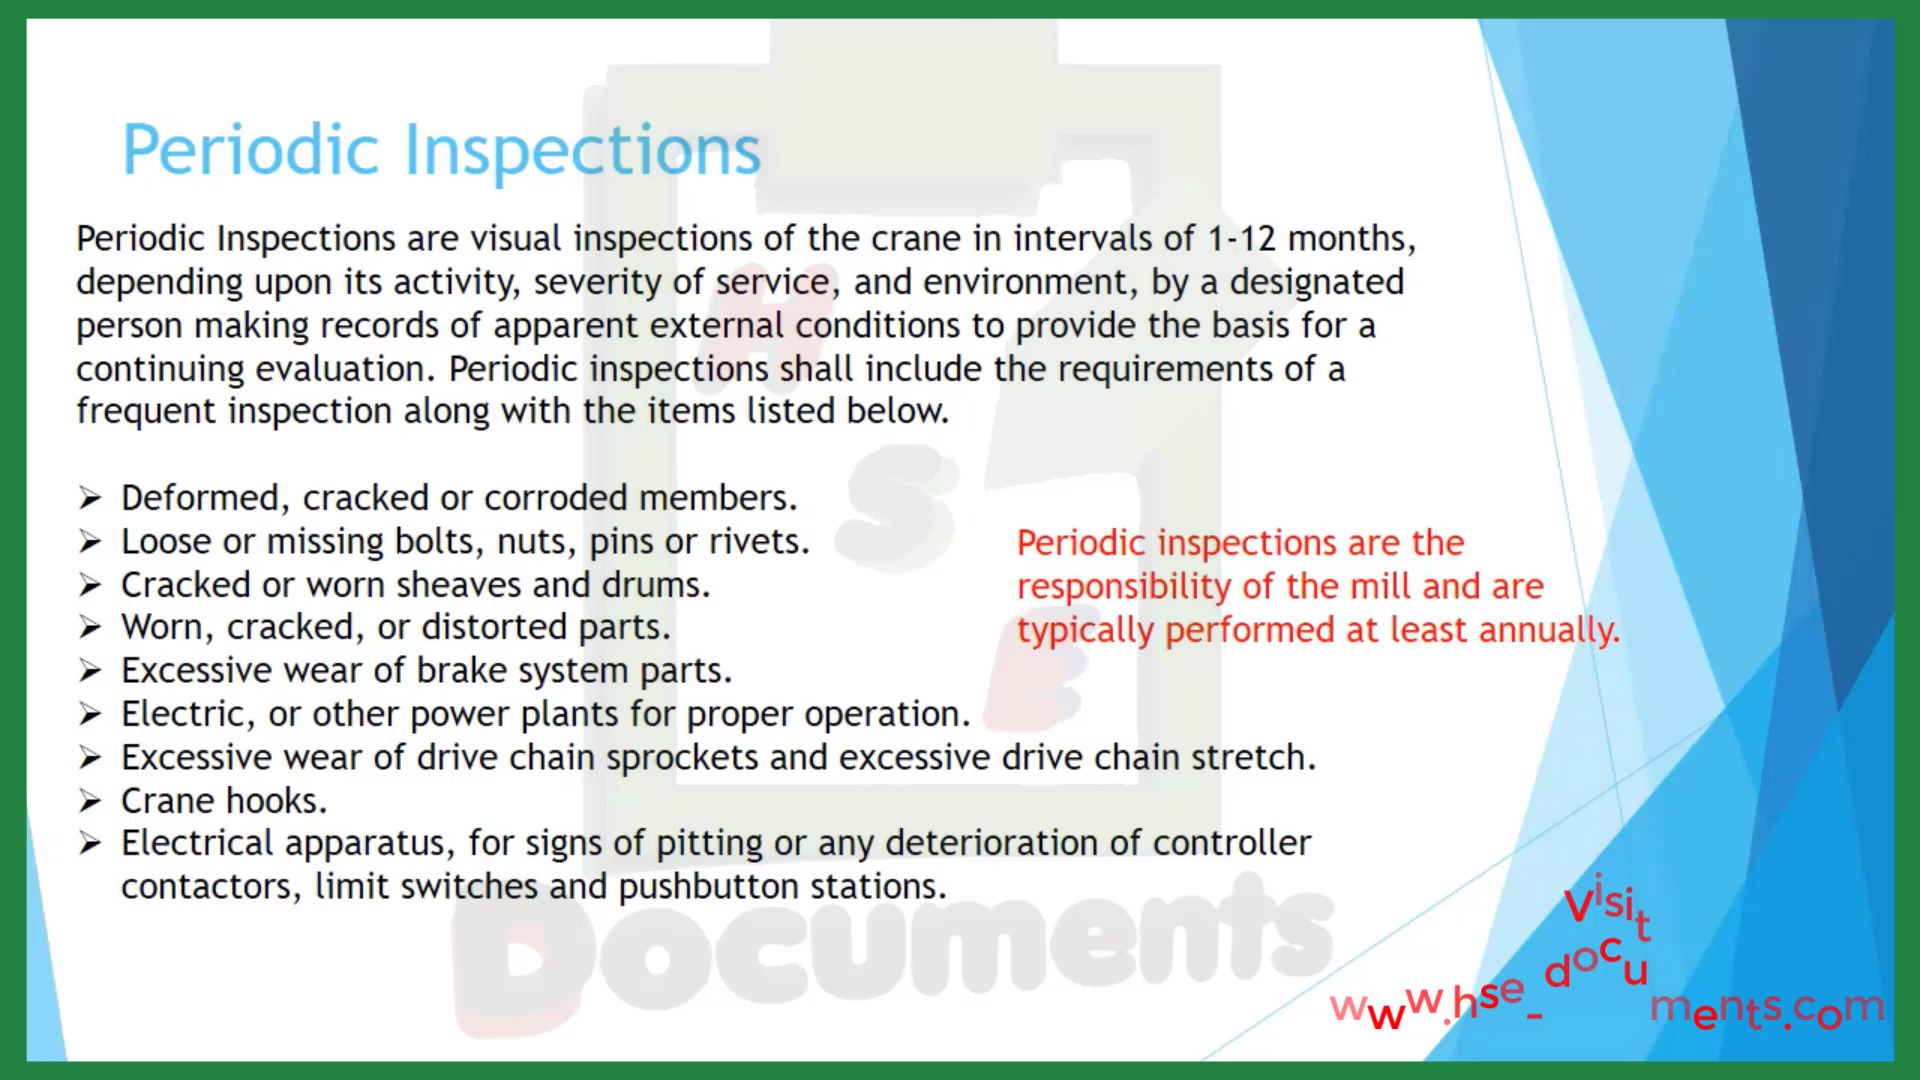 Periodic Inspections
Periodic Inspections are visual inspections of the crane in intervals of 1-12 months,
depending upon its activity, severity of service, and environment, by a designated
person making records of apparent external conditions to provide the basis for a
continuing evaluation. Periodic inspections shall include the requirements of a
frequent inspection along with the items listed below.
➢ Deformed, cracked or corroded members.
➢ Loose or missing bolts, nuts, pins or rivets.
➢ Cracked or worn sheaves and drums.
➢ Worn, cracked, or distorted parts.
➢ Excessive wear of brake system parts.
➢ Electric, or other power plants for proper operation.
➢ Excessive wear of drive chain sprockets and excessive drive chain stretch.
➢ Crane hooks.
➢ Electrical apparatus, for signs of pitting or any deterioration of controller
contactors, limit switches and pushbutton stations.
Periodic inspections are the
responsibility of the mill and are
typically performed at least annually.
H
S
E
Documents
Visit
www.hse_documents.com